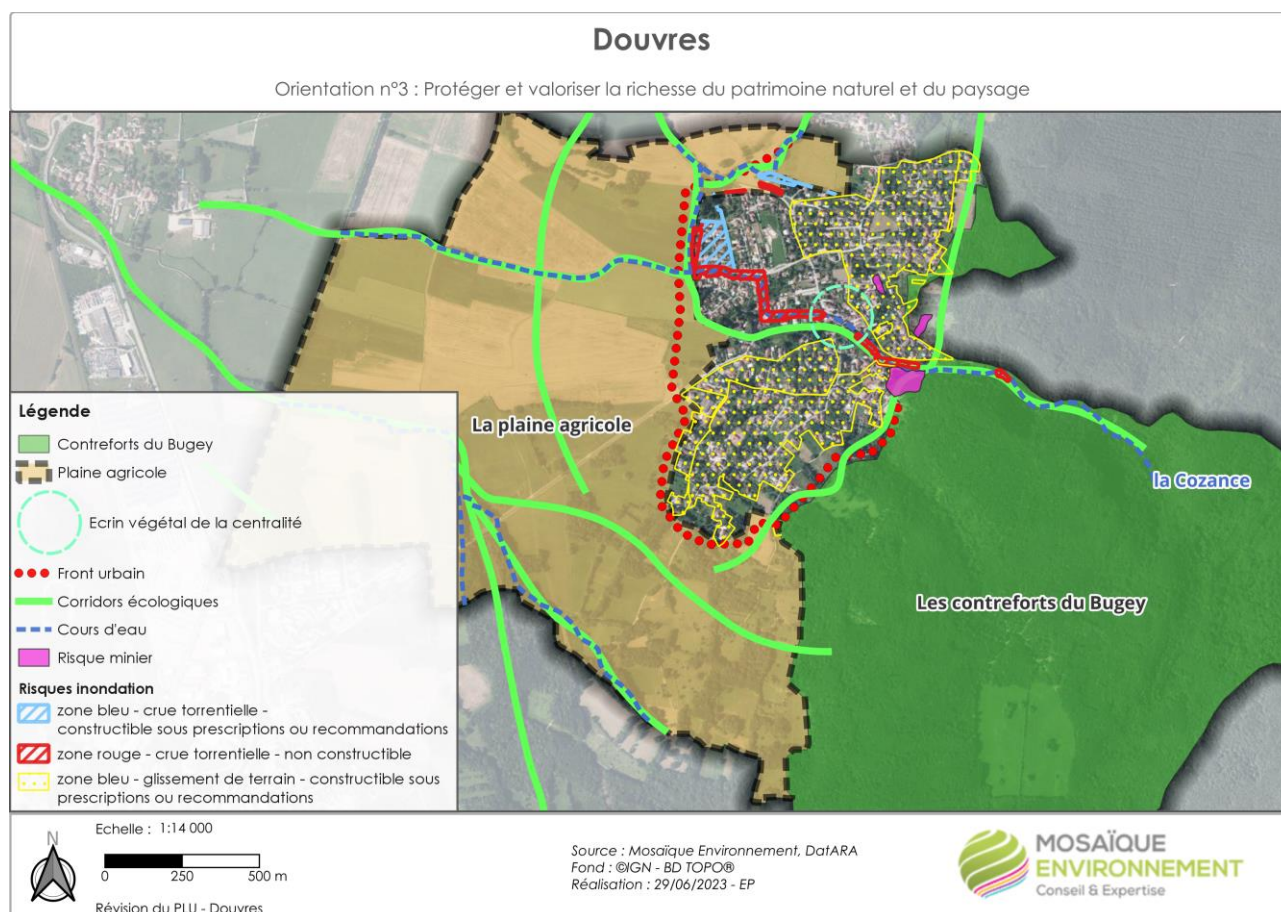 Douvres
Orientation n°3 : Protéger et valoriser la richesse du patrimoine naturel et du paysage
La plaine agricole
la Cozance
Les contreforts du Bugey
Légende
Contreforts du Bugey
Plaine agricole
Ecrin végétal de la centralité
Front urbain
Corridors écologiques
Cours d'eau
Risque minier
Risques inondation
zone bleu - crue torrentielle -
constructible sous prescriptions ou recommandations
zone rouge - crue torrentielle - non constructible
zone bleu - glissement de terrain - constructible sous
prescriptions ou recommandations
N
Echelle : 1:14 000
0 250 500 m
Révision du PLU - Douvres
Source : Mosaïque Environnement, DatARA
Fond : ©IGN - BD TOPO®
Réalisation : 29/06/2023 - EP
MOSAÏQUE
ENVIRONNEMENT
Conseil & Expertise